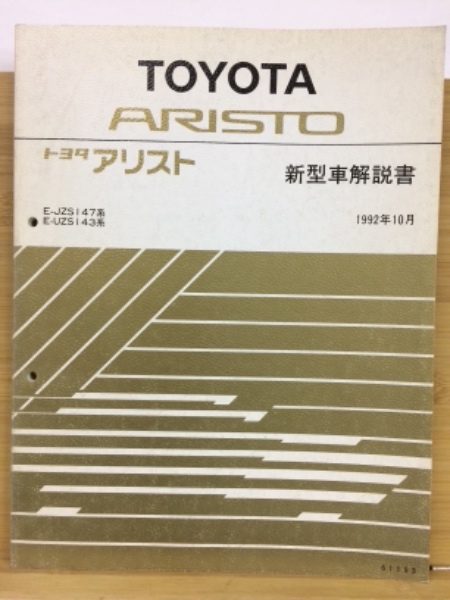 TOYOTA
ARISTO
トヨタ アリスト
新型車解説書
E-JZS147系
E-UZS143系
1992年10月